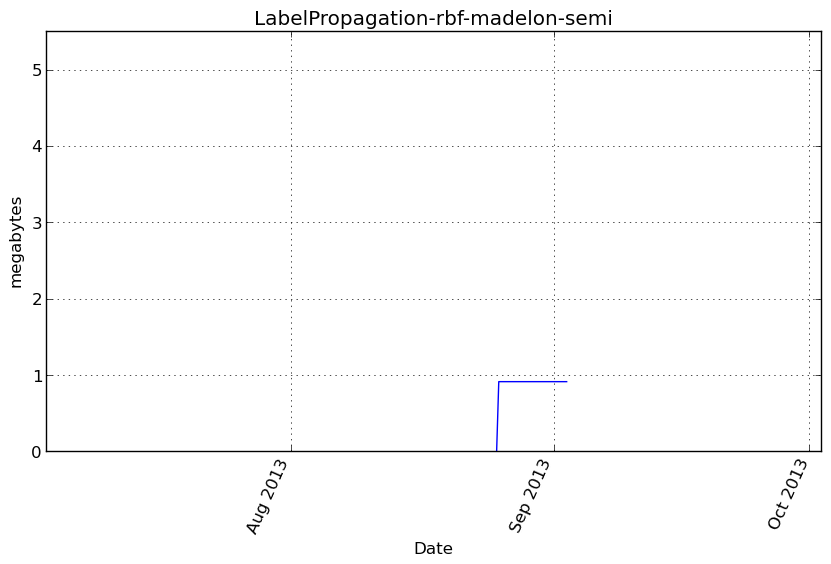 LabelPropagation-rbf-madelon-semi
5
4
3
2
1
0
megabytes
Aug 2013
Sep 2013
Oct 2013
Date